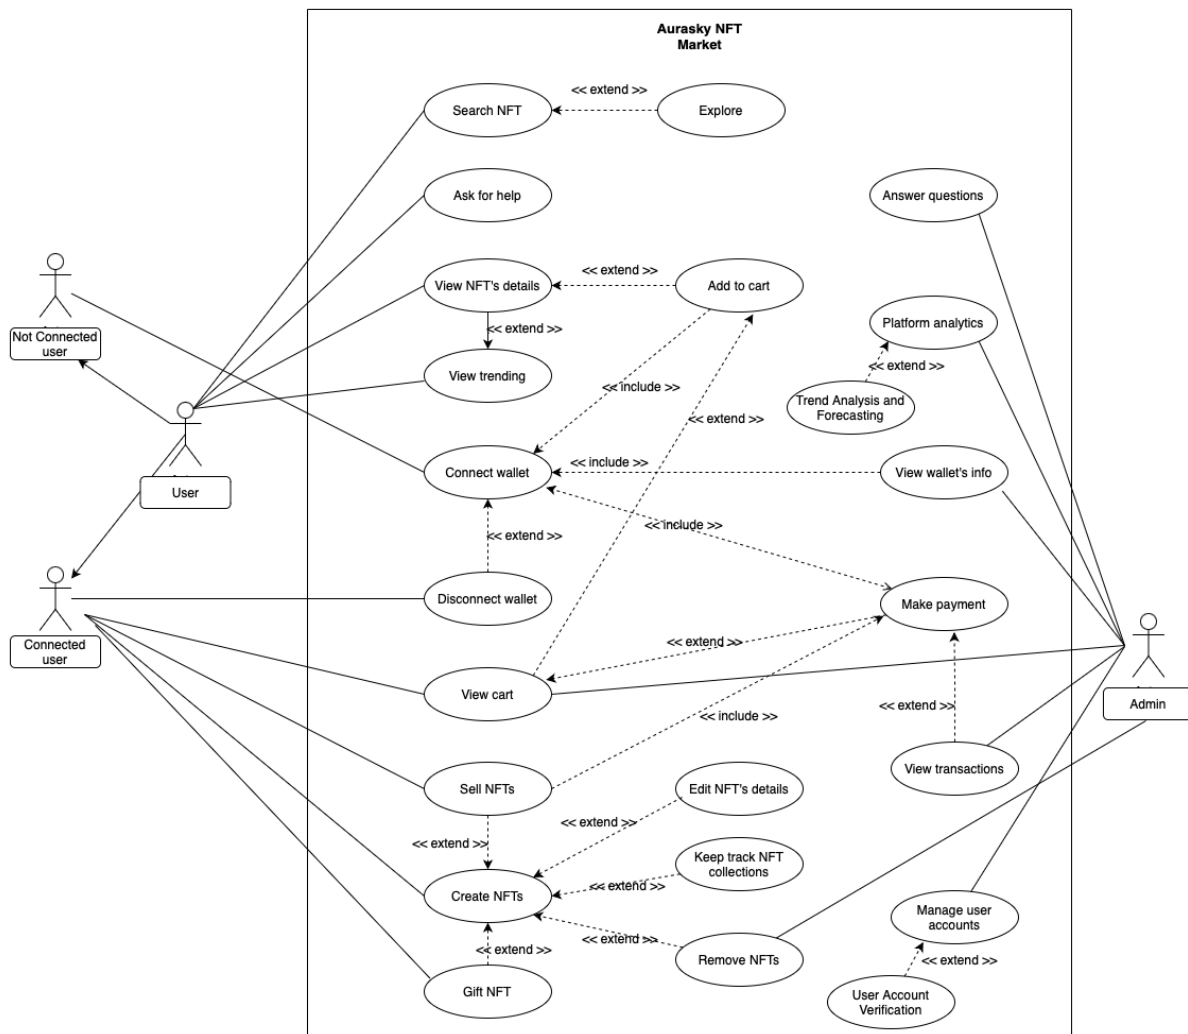 Aurasky NFT
Market
<< extend >>
Search NFT
Explore
Ask for help
Answer questions
<< extend >>
View NFT's details
Add to cart
Not Connected
user
<< extend >>
Platform analytics
<< extend >>
View trending
<< include >>
Trend Analysis and
Forecasting
<< extend >>
User
Connect wallet
<< include >>
View wallet's info
<< include >>
<< extend >>
Disconnect wallet
Make payment
Connected
user
<< extend >>
View cart
Admin
<< extend >>
<< include >>
View transactions
Sell NFTs
Edit NFT's details
<< extend >>
<< extend >>
Keep track NFT
collections
<< extend >>
Create NFTs
Manage user
accounts
<< extend >>
<< extend >>
Remove NFTs
<< extend >>
Gift NFT
User Account
Verification